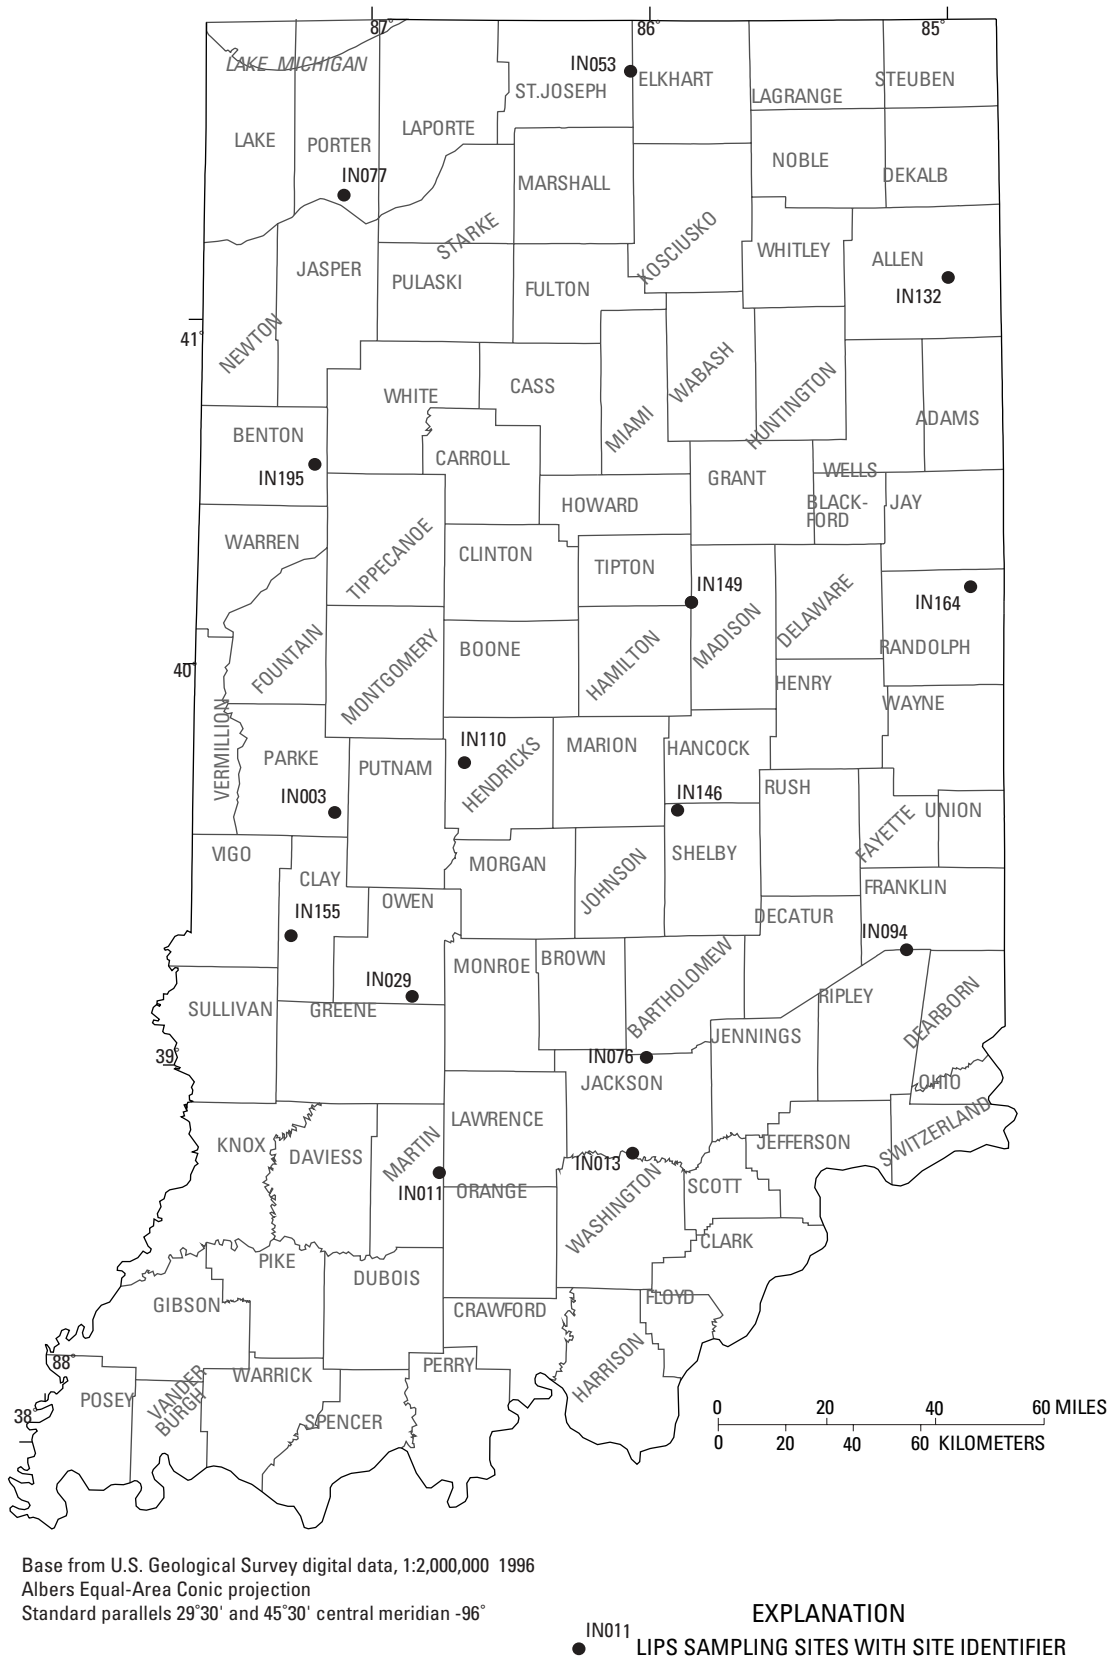 87°
86°
85°
LAKE MICHIGAN
IN053
ST.JOSEPH
ELKHART
LAGRANGE
STEUBEN
LAKE
PORTER
LAPORTE
IN077
MARSHALL
NOBLE
DEKALB
STARKE
KOSCIUSKO
WHITLEY
ALLEN
IN132
JASPER
PULASKI
FULTON
41°
NEWTON
WHITE
CASS
MIAMI
WABASH
HUNTINGTON
ADAMS
BENTON
IN195
CARROLL
GRANT
WELLS
HOWARD
BLACK-
FORD
JAY
WARREN
TIPPECANOE
CLINTON
TIPTON
IN149
MADISON
DELAWARE
IN164
RANDOLPH
40°
FOUNTAIN
MONTGOMERY
BOONE
HAMILTON
HENRY
WAYNE
VERMILLION
PARKE
PUTNAM
IN110
HENDRICKS
MARION
HANCOCK
IN003
IN146
RUSH
FAYETTE
UNION
VIGO
CLAY
MORGAN
JOHNSON
SHELBY
FRANKLIN
IN155
OWEN
DECATUR
IN094
IN029
MONROE
BROWN
BARTHOLOMEW
SULLIVAN
GREENE
RIPLEY
DEARBORN
JENNINGS
39°
IN076
JACKSON
OHIO
LAWRENCE
KNOX
DAVIESS
MARTIN
JEFFERSON
SWITZERLAND
IN013
IN011
ORANGE
WASHINGTON
SCOTT
CLARK
PIKE
DUBOIS
GIBSON
CRAWFORD
FLOYD
88°
WARRICK
PERRY
HARRISON
POSEY
VANDER
BURGH
SPENCER
38°
0 20 40 60 MILES
0 20 40 60 KILOMETERS
Base from U.S. Geological Survey digital data, 1:2,000,000 1996
Albers Equal-Area Conic projection
Standard parallels 29°30' and 45°30' central meridian -96°
EXPLANATION
IN011
LIPS SAMPLING SITES WITH SITE IDENTIFIER